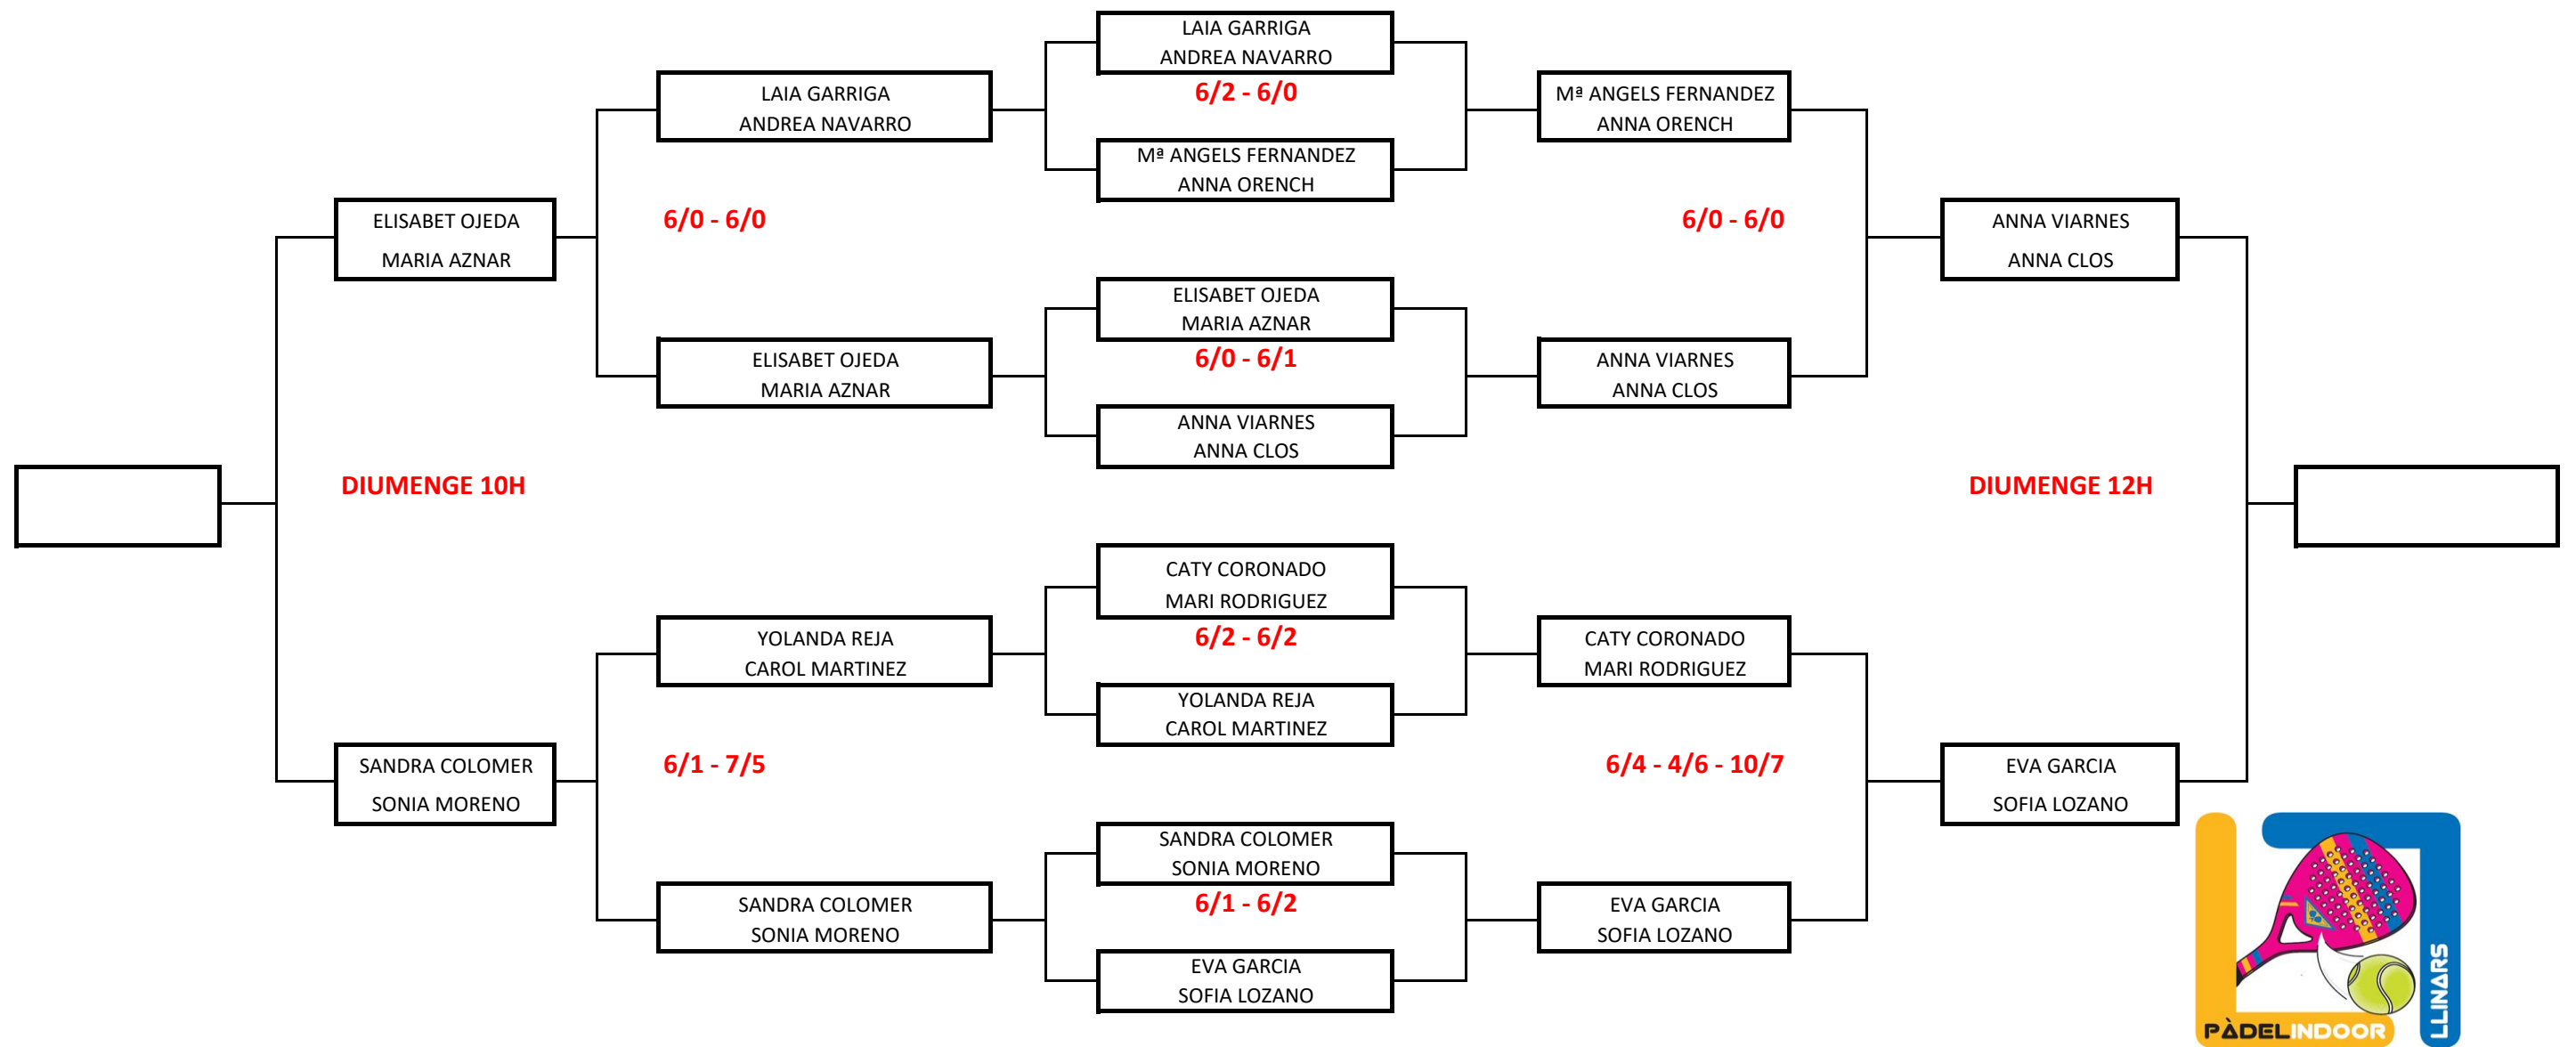 LAIA GARRIGA
ANDREA NAVARRO
6/2 - 6/0
Mª ANGELS FERNANDEZ
ANNA ORENCH
LAIA GARRIGA
ANDREA NAVARRO
Mª ANGELS FERNANDEZ
ANNA ORENCH
ELISABET OJEDA
MARIA AZNAR
6/0 - 6/0
6/0 - 6/0
ANNA VIARNES
ANNA CLOS
ELISABET OJEDA
MARIA AZNAR
6/0 - 6/1
ANNA VIARNES
ANNA CLOS
ELISABET OJEDA
MARIA AZNAR
ANNA VIARNES
ANNA CLOS
DIUMENGE 10H
DIUMENGE 12H
CATY CORONADO
MARI RODRIGUEZ
6/2 - 6/2
YOLANDA REJA
CAROL MARTINEZ
YOLANDA REJA
CAROL MARTINEZ
CATY CORONADO
MARI RODRIGUEZ
SANDRA COLOMER
SONIA MORENO
6/1 - 7/5
6/4 - 4/6 - 10/7
EVA GARCIA
SOFIA LOZANO
SANDRA COLOMER
SONIA MORENO
6/1 - 6/2
EVA GARCIA
SOFIA LOZANO
SANDRA COLOMER
SONIA MORENO
EVA GARCIA
SOFIA LOZANO
PÀDELINDOOR
LLINARS